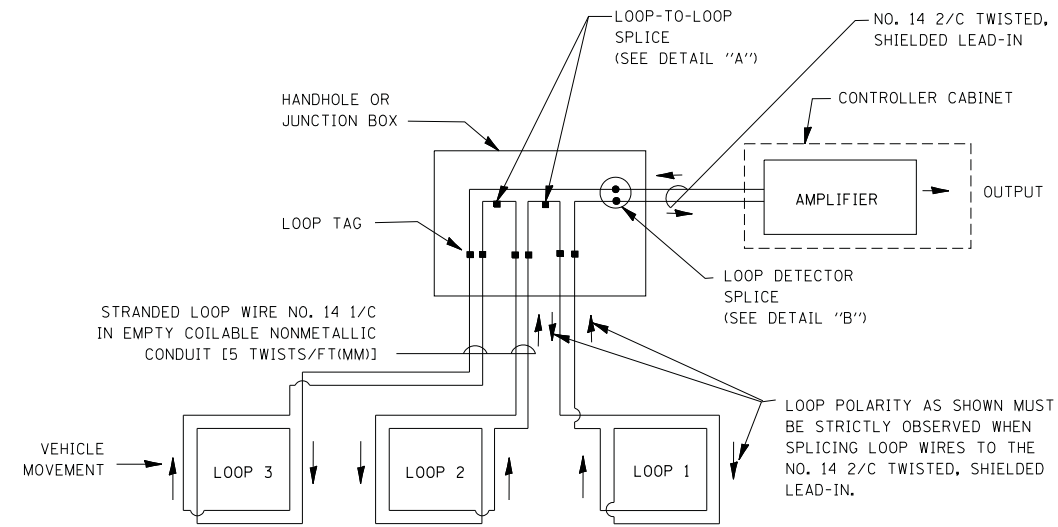 LOOP-TO-LOOP
SPLICE
(SEE DETAIL "A")
NO. 14 2/C TWISTED,
SHIELDED LEAD-IN
HANDHOLE OR
JUNCTION BOX
CONTROLLER CABINET
AMPLIFIER
OUTPUT
LOOP TAG
LOOP DETECTOR
SPLICE
(SEE DETAIL "B")
STRANDED LOOP WIRE NO. 14 1/C
IN EMPTY COILABLE NONMETALLIC
CONDUIT [5 TWISTS/FT(MM)]
LOOP POLARITY AS SHOWN MUST
BE STRICTLY OBSERVED WHEN
SPLICING LOOP WIRES TO THE
NO. 14 2/C TWISTED, SHIELDED
LEAD-IN.
VEHICLE
MOVEMENT
LOOP 3
LOOP 2
LOOP 1